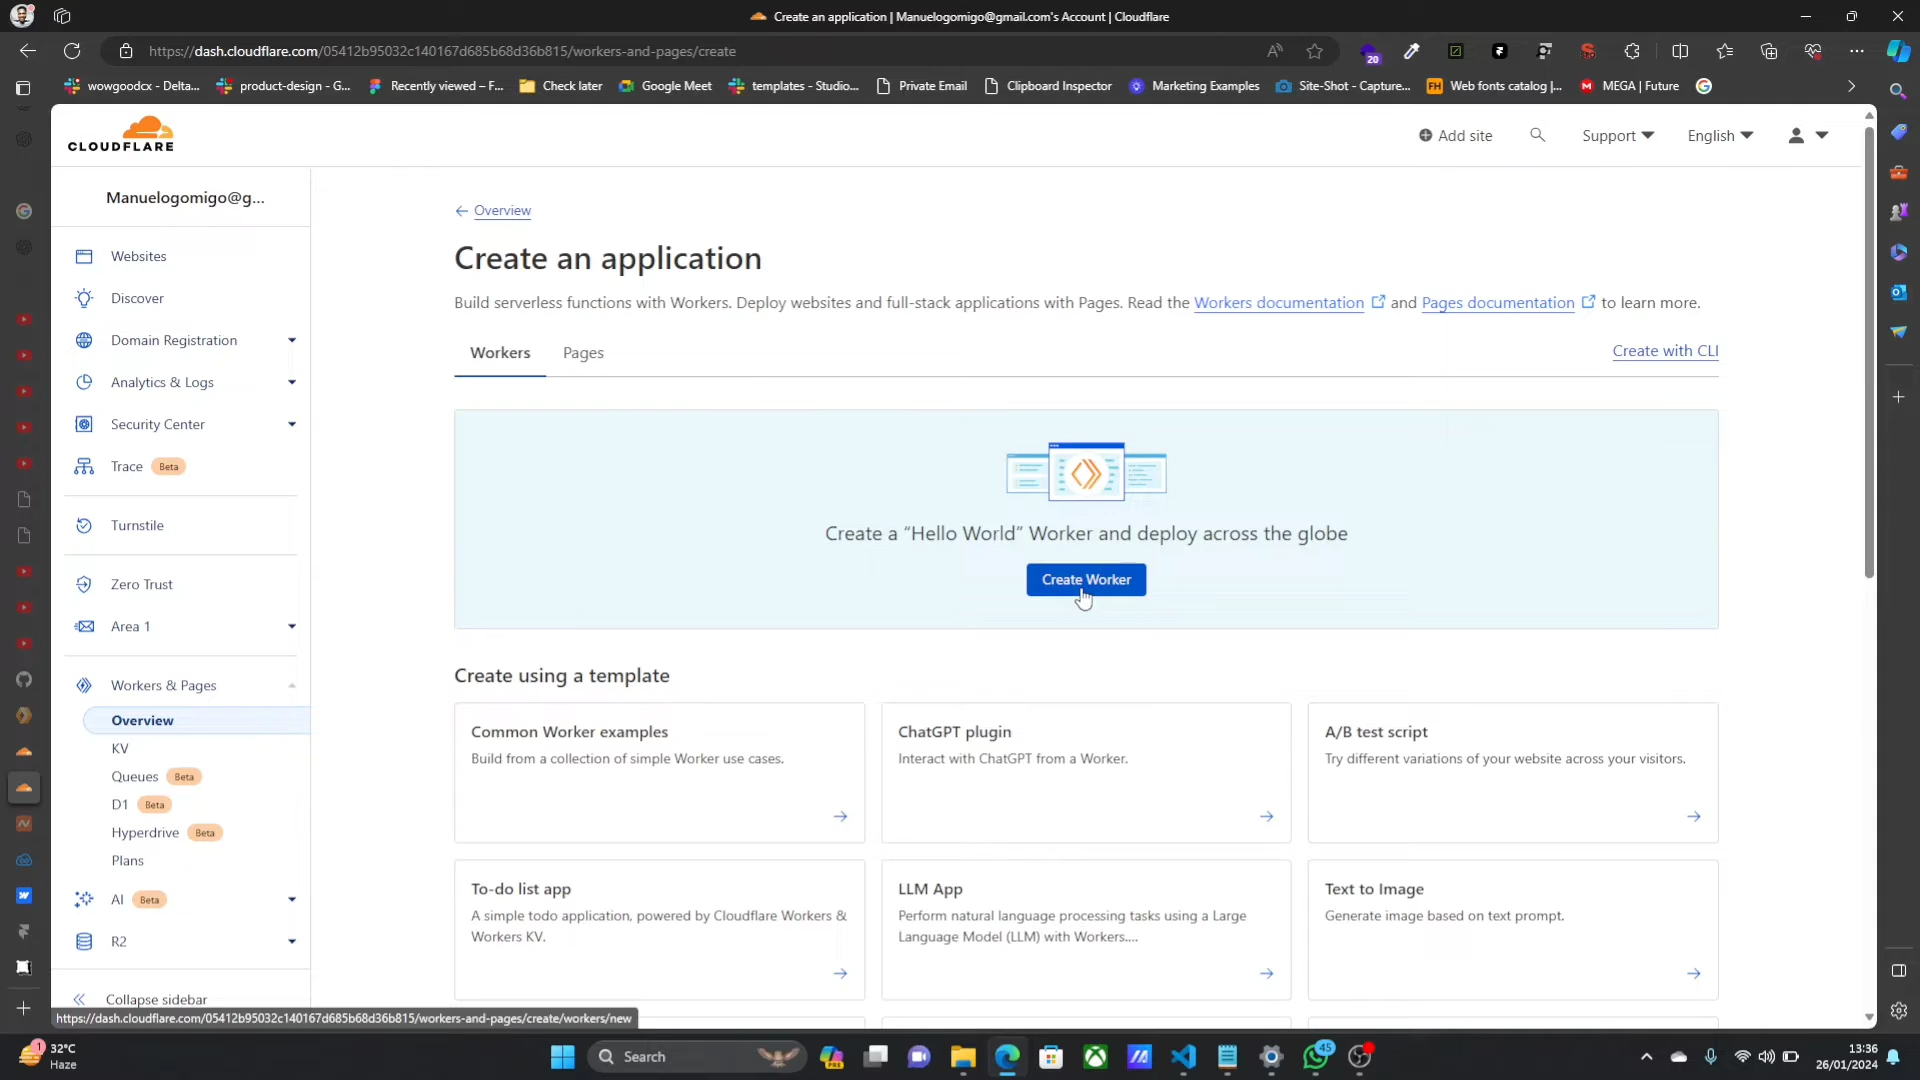 Create an application | Manuelogomigo@gmail.com's Account | Cloudflare
https://dash.cloudflare.com/05412b95032c140167d685b68d36b815/workers-and-pages/create
20
wowgoodcx - Delta...
product-design - G...
Recently viewed – F...
Check later
Google Meet
templates - Studio...
Private Email
Clipboard Inspector
Marketing Examples
Site-Shot - Capture...
FH
Web fonts catalog |...
MEGA | Future
CLOUDFLARE
Add site
Support
English
Manuelogomigo@g...
Websites
Discover
Domain Registration
Analytics & Logs
Security Center
Trace Beta
Turnstile
Zero Trust
Area 1
Workers & Pages
Overview
KV
Queues Beta
D1 Beta
Hyperdrive Beta
Plans
AI Beta
R2
Collapse sidebar
Overview
Create an application
Build serverless functions with Workers. Deploy websites and full-stack applications with Pages. Read the Workers documentation and Pages documentation to learn more.
Workers
Pages
Create with CLI
Create a “Hello World” Worker and deploy across the globe
Create Worker
Create using a template
Common Worker examples
Build from a collection of simple Worker use cases.
ChatGPT plugin
Interact with ChatGPT from a Worker.
A/B test script
Try different variations of your website across your visitors.
To-do list app
A simple todo application, powered by Cloudflare Workers &
Workers KV.
LLM App
Perform natural language processing tasks using a Large
Language Model (LLM) with Workers....
Text to Image
Generate image based on text prompt.
https://dash.cloudflare.com/05412b95032c140167d685b68d36b815/workers-and-pages/create/workers/new
1
32°C
Haze
Search
PRE
45
13:36
26/01/2024